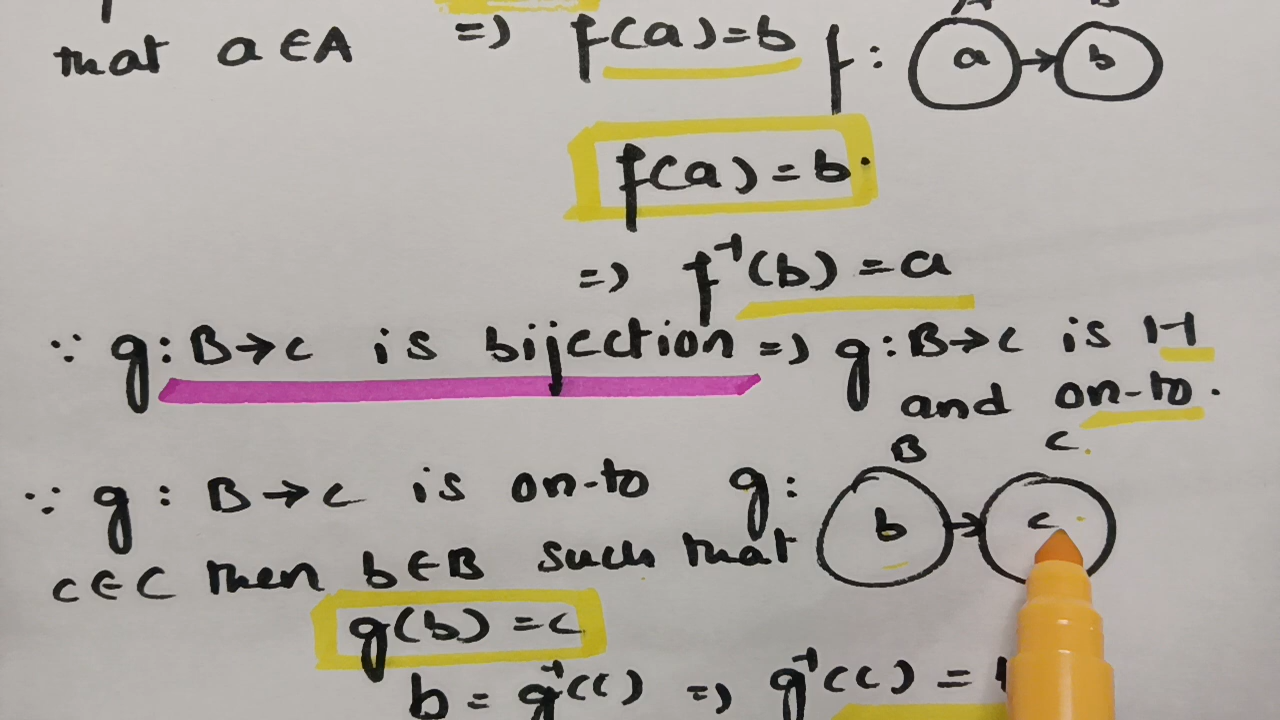 that a∈A => f(a)=b f: a → b
f(a)=b.
=> f⁻¹(b)=a
∵ g:B→c is bijection => g:B→c is 1-1
and on-to.
B C.
∵ g: B→c is on-to g: b → c
c∈C then b∈B such that
g(b)=c
b=g⁻¹(c) => g⁻¹(c)=